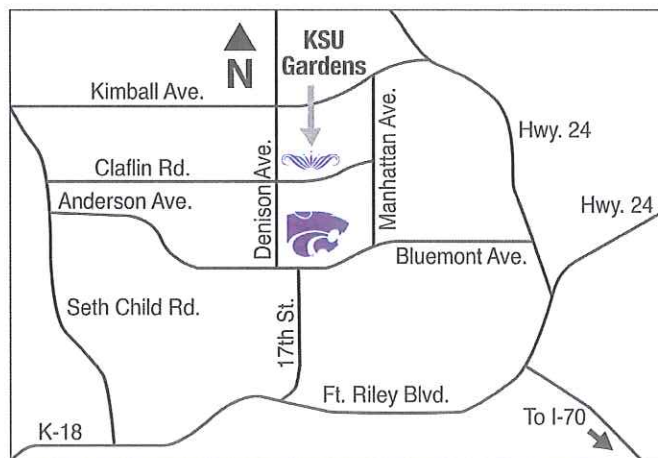 KSU
Gardens
N
Kimball Ave.
Hwy. 24
Manhattan Ave.
Claflin Rd.
Denison Ave.
Anderson Ave.
Hwy. 24
Bluemont Ave.
Seth Child Rd.
17th St.
Ft. Riley Blvd.
To I-70
K-18